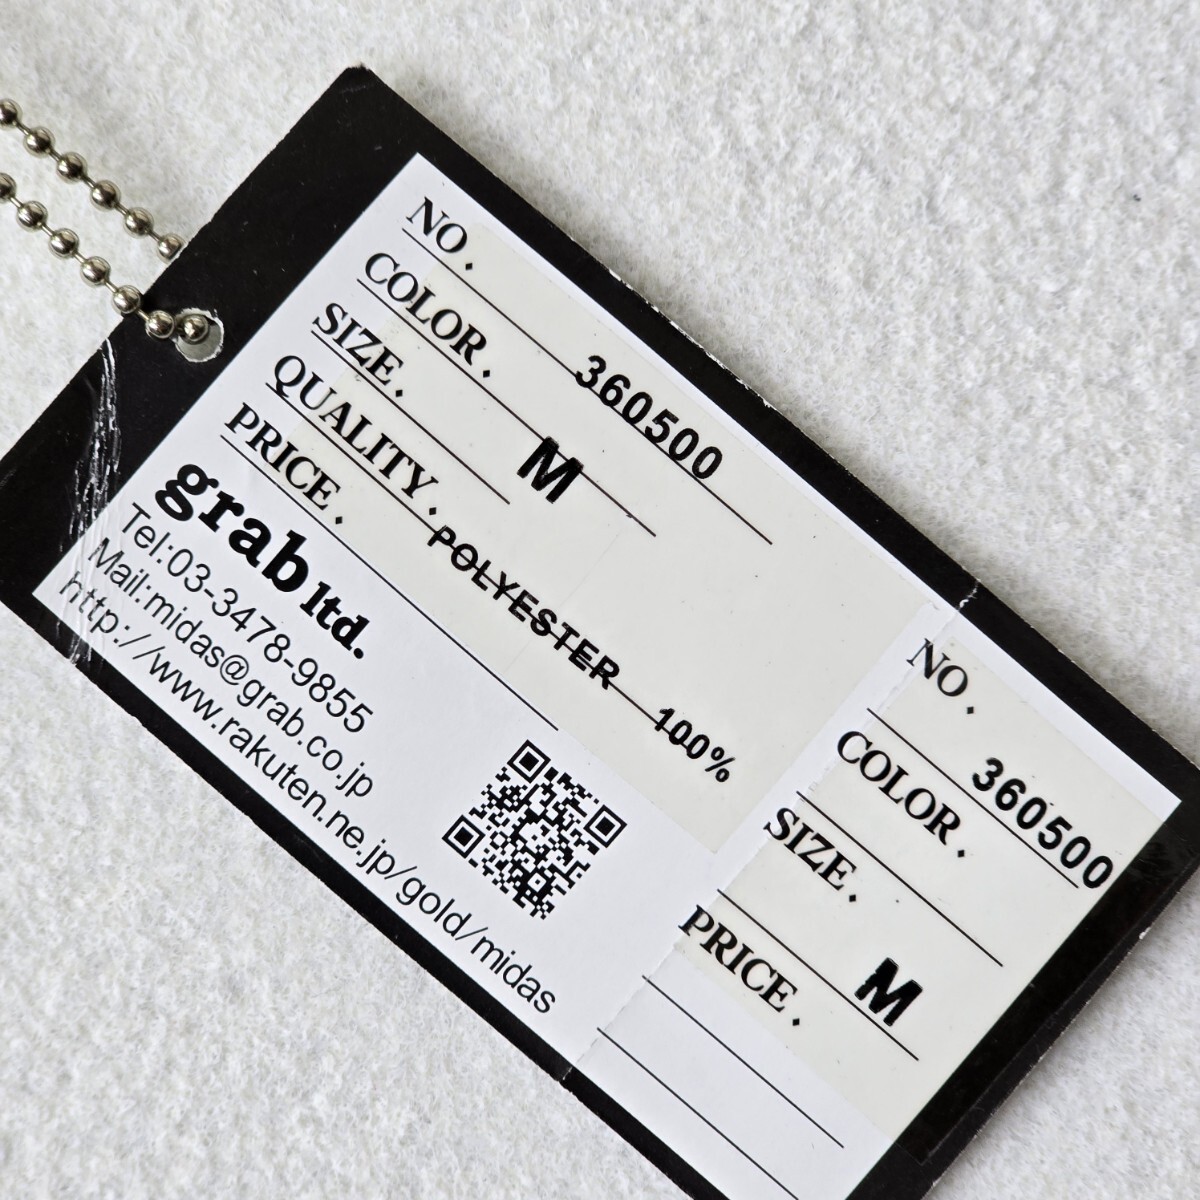 NO. 360500
COLOR.
SIZE. M
QUALITY. POLYESTER 100%
PRICE.
grab ltd.
Tel:03-3478-9855
Mail:midas@grab.co.jp
http://www.rakuten.ne.jp/gold/midas
NO. 360500
COLOR.
SIZE. M
PRICE.